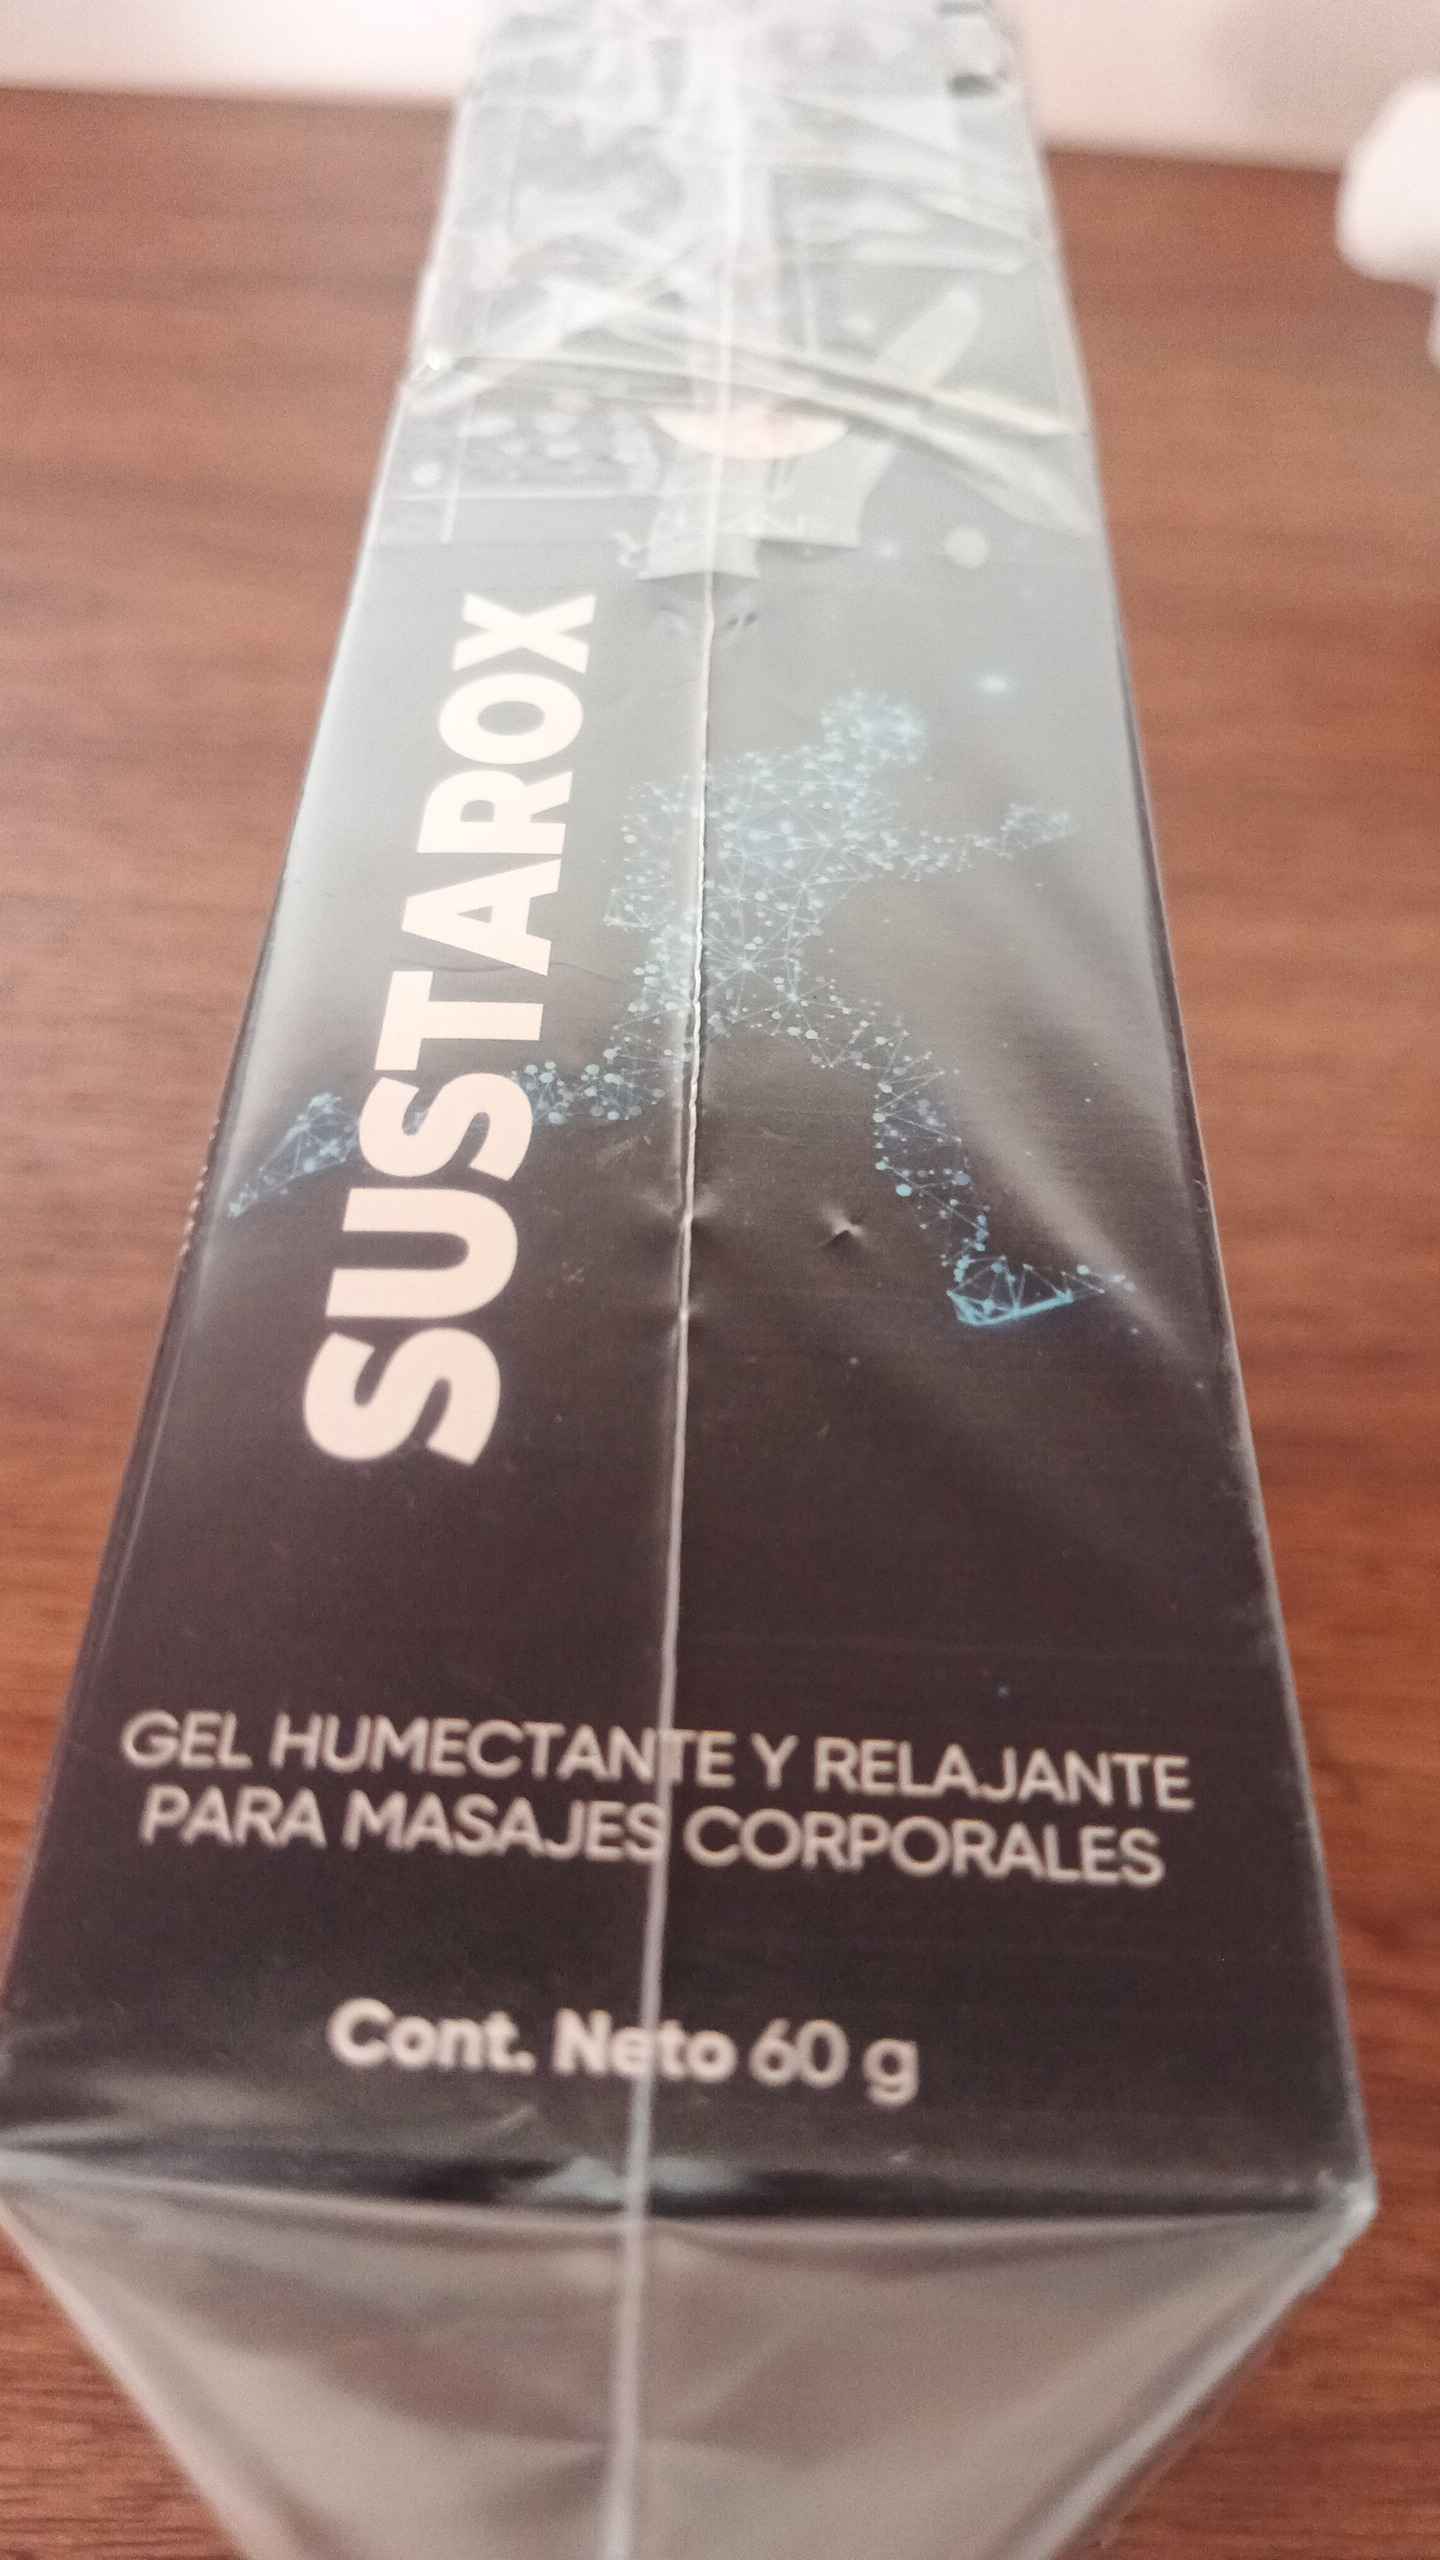 SUSTAROX
GEL HUMECTANTE Y RELAJANTE
PARA MASAJES CORPORALES
Cont. Neto 60 g